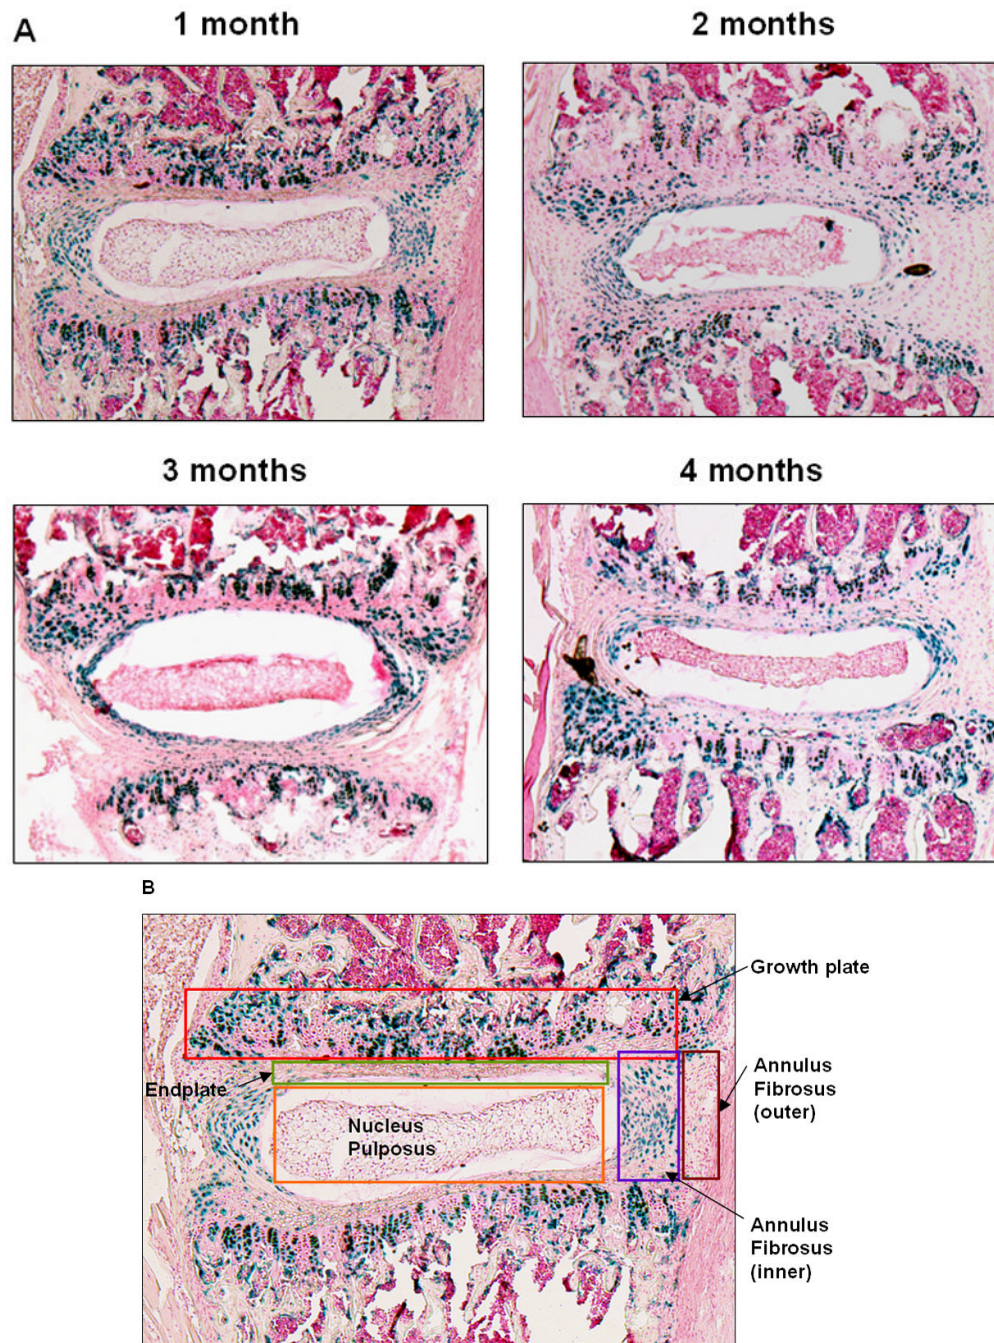 A
1 month
2 months
3 months
4 months
B
Growth plate
Endplate
Nucleus
Pulposus
Annulus
Fibrosus
(outer)
Annulus
Fibrosus
(inner)